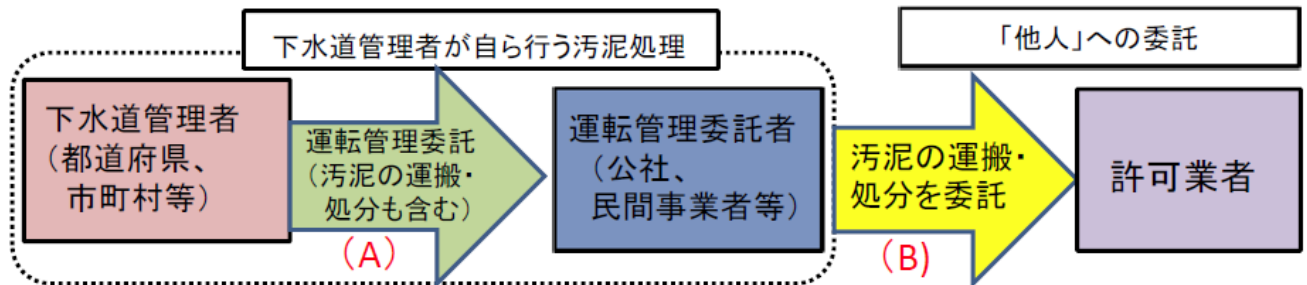 下水道管理者が自ら行う汚泥処理
「他人」への委託
下水道管理者
(都道府県、
市町村等)
運転管理委託
(汚泥の運搬・
処分も含む)
(A)
運転管理委託者
(公社、
民間事業者等)
汚泥の運搬・
処分を委託
(B)
許可業者